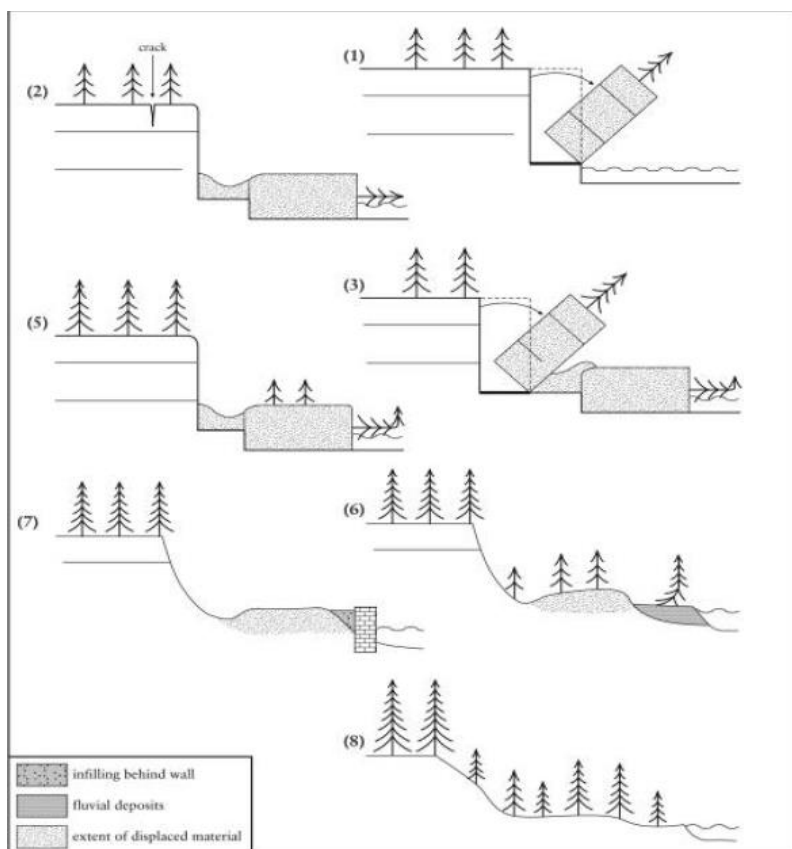 crack
(2)
(1)
(5)
(3)
(7)
(6)
(8)
infilling behind wall
fluvial deposits
extent of displaced material